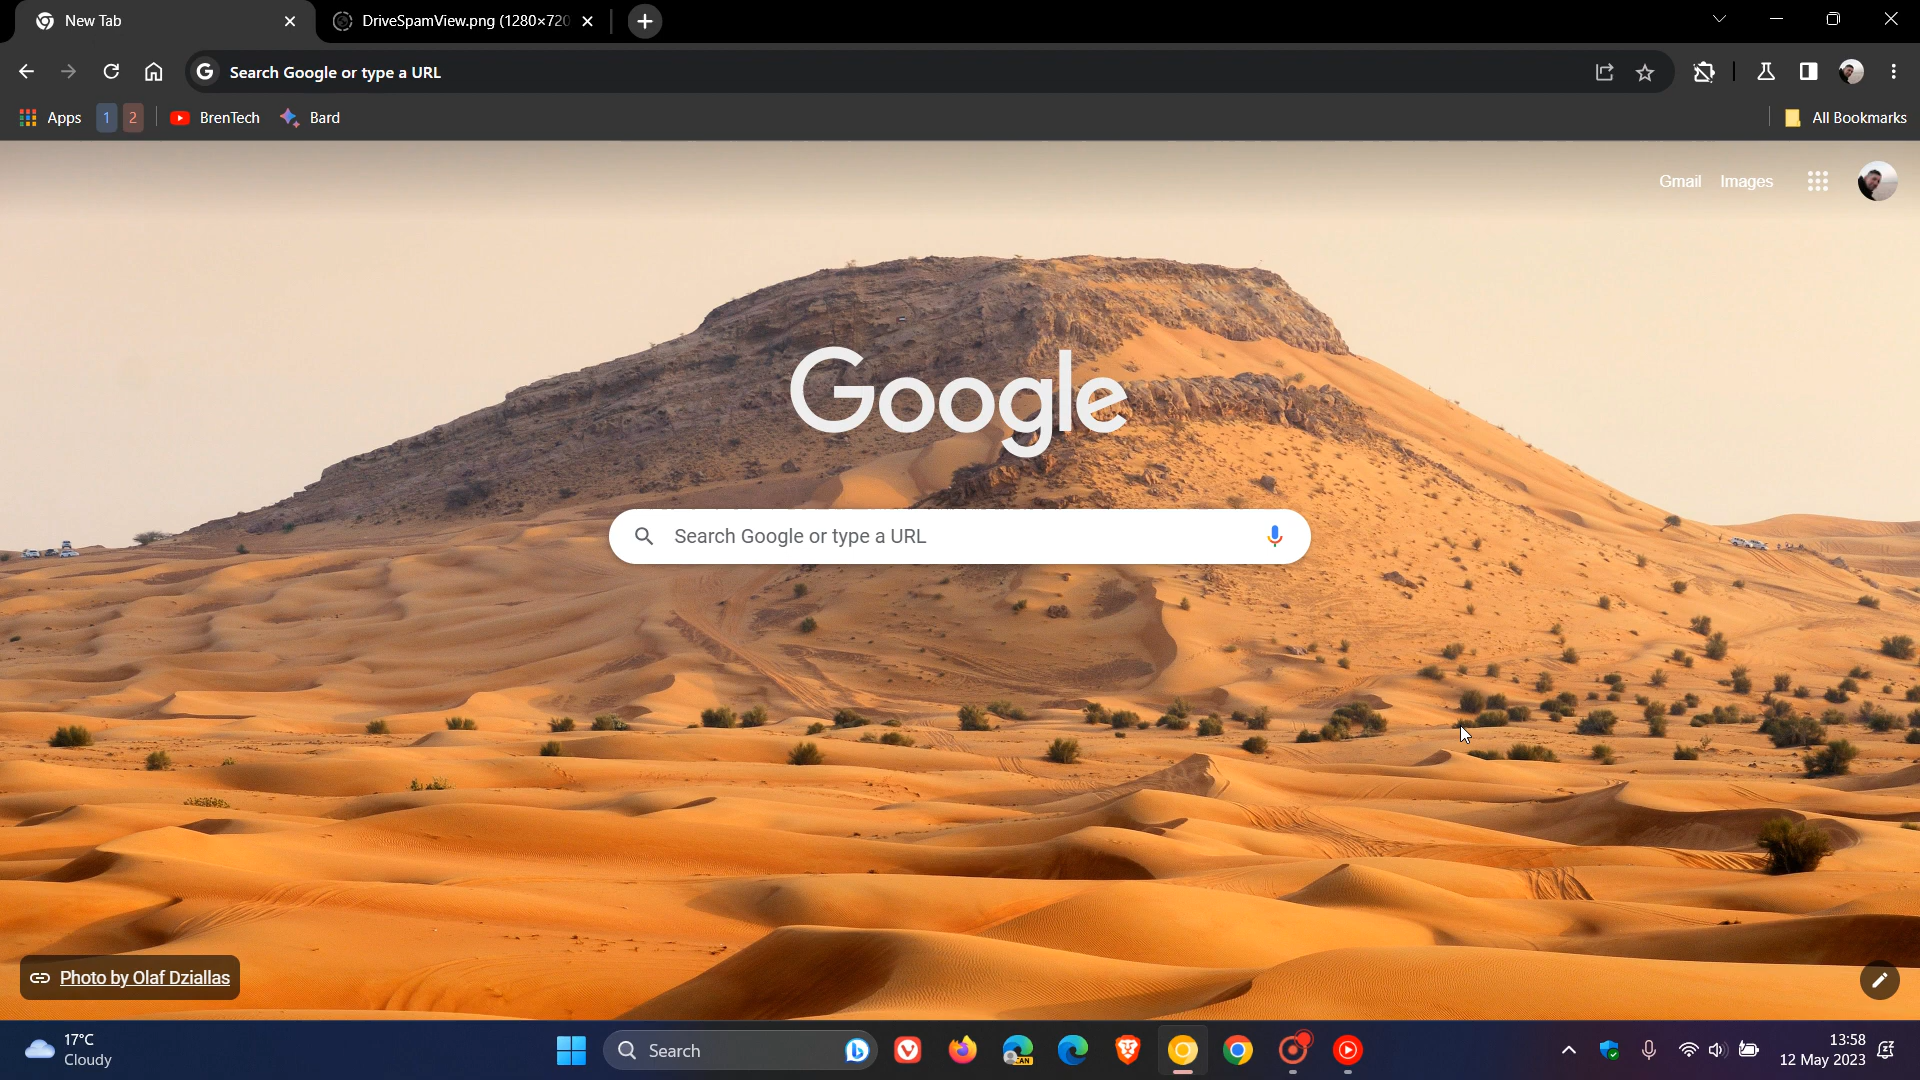 New Tab
DriveSpamView.png (1280×720
Search Google or type a URL
Apps
1
2
BrenTech
Bard
All Bookmarks
Gmail
Images
Google
Search Google or type a URL
Photo by Olaf Dziallas
17°C
Cloudy
Search
CAN
13:58
12 May 2023